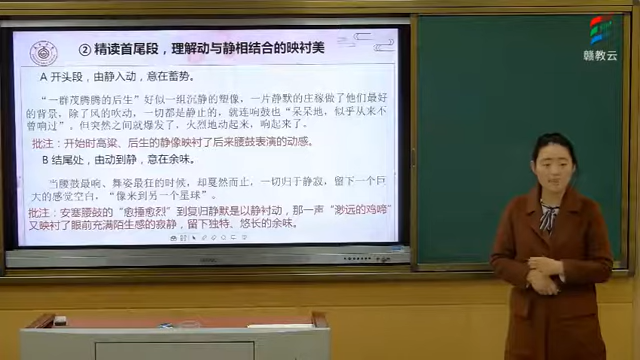 ② 精读首尾段，理解动与静相结合的映衬美
赣教云
A 开头段，由静入动，意在蓄势。
“一群茂腾腾的后生”好似一组沉静的塑像，一片静默的庄稼做了他们最好
的背景，除了风的吹动，一切都是静止的，就连响鼓也“呆呆地，似乎从来不
曾响过”。但突然之间就爆发了，火烈地动起来，响起来了。
批注：开始时高粱、后生的静像映衬了后来腰鼓表演的动感。
B 结尾处，由动到静，意在余味。
当腰鼓最响、舞姿最狂的时候，却戛然而止，一切归于静寂，留下一个巨
大的感觉空白，“像来到另一个星球”。
批注：安塞腰鼓的“愈捶愈烈”到复归静默是以静衬动，那一声“渺远的鸡啼”
又映衬了眼前充满陌生感的寂静，留下独特、悠长的余味。